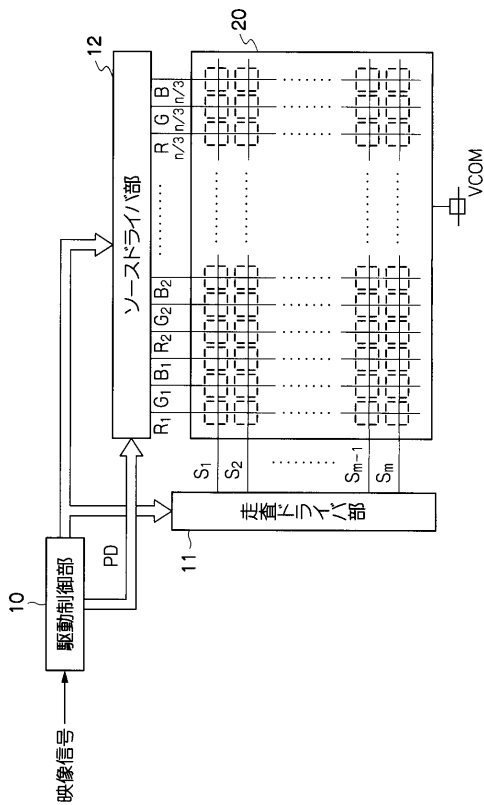 映像信号
10
駆動制御部
PD
12
ソースドライバ部
11
走査ドライバ部
R1 G1 B1 R2 G2 B2 ········ R n/3 G n/3 B n/3
20
S1
S2
········
Sm-1
Sm
VCOM